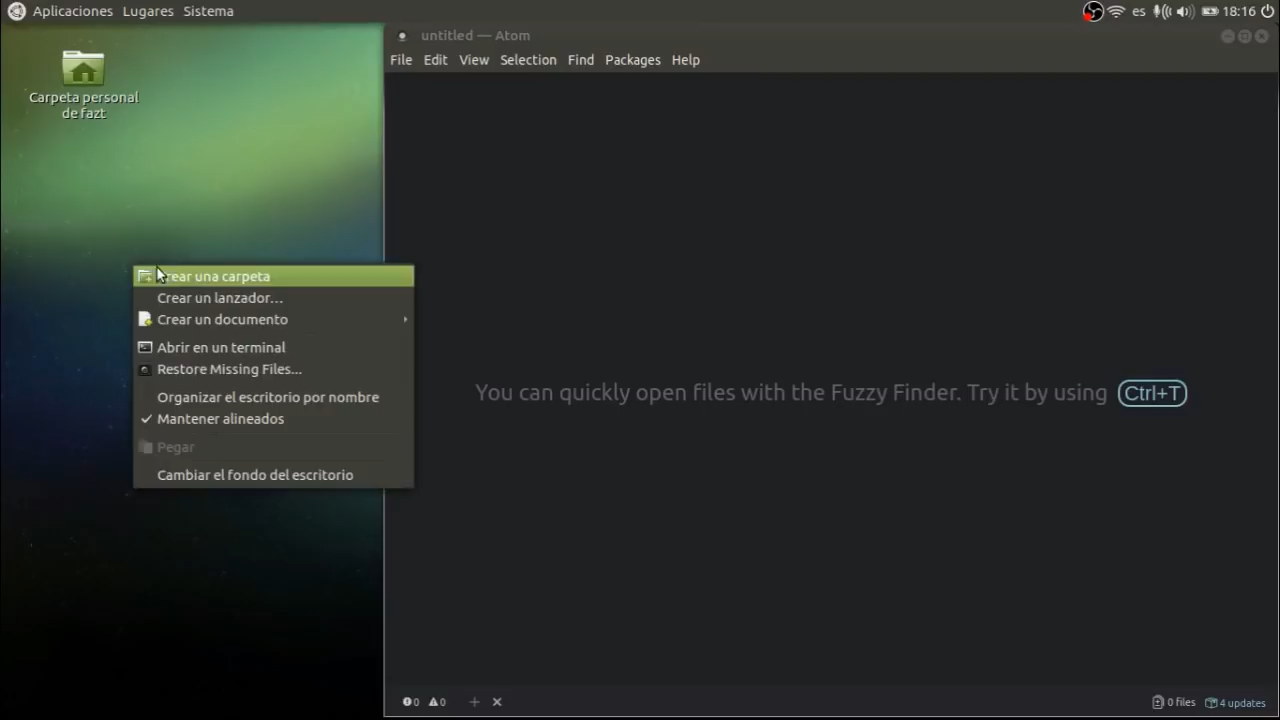 Aplicaciones Lugares Sistema
es 18:16
Carpeta personal
de fazt
untitled — Atom
File Edit View Selection Find Packages Help
Crear una carpeta
Crear un lanzador...
Crear un documento
Abrir en un terminal
Restore Missing Files...
Organizar el escritorio por nombre
Mantener alineados
Pegar
Cambiar el fondo del escritorio
You can quickly open files with the Fuzzy Finder. Try it by using Ctrl+T
0 0 + × 0 files 4 updates